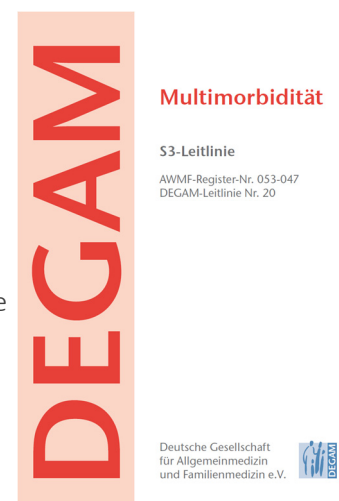 DEGAM
Multimorbidität
S3-Leitlinie
AWMF-Register-Nr. 053-047
DEGAM-Leitlinie Nr. 20
e
Deutsche Gesellschaft
für Allgemeinmedizin
und Familienmedizin e.V.
DEGAM